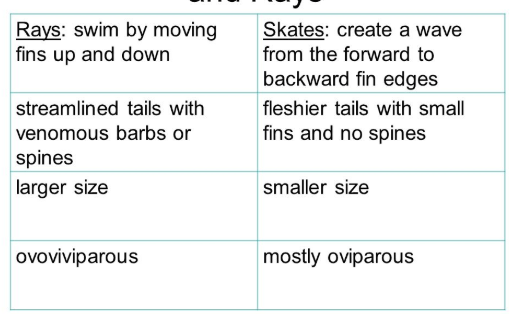 and Rays
Rays: swim by moving
fins up and down
Skates: create a wave
from the forward to
backward fin edges
streamlined tails with
venomous barbs or
spines
fleshier tails with small
fins and no spines
larger size
smaller size
ovoviviparous
mostly oviparous